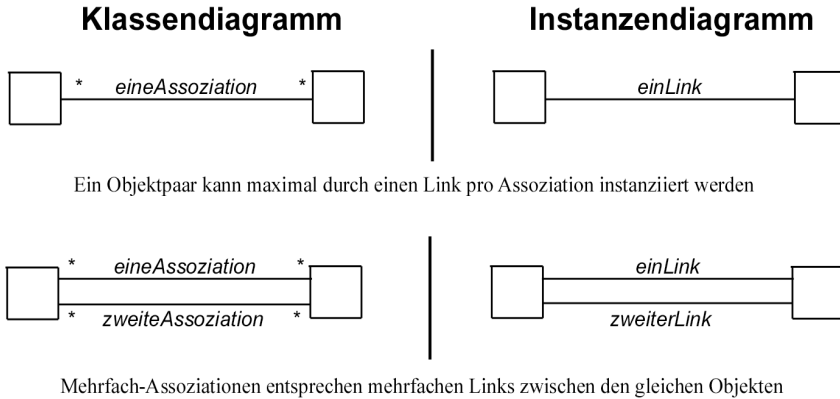 Klassendiagramm Instanzendiagramm
* eineAssoziation * einLink
Ein Objektpaar kann maximal durch einen Link pro Assoziation instanziiert werden
* eineAssoziation * einLink
* zweiteAssoziation * zweiterLink
Mehrfach-Assoziationen entsprechen mehrfachen Links zwischen den gleichen Objekten